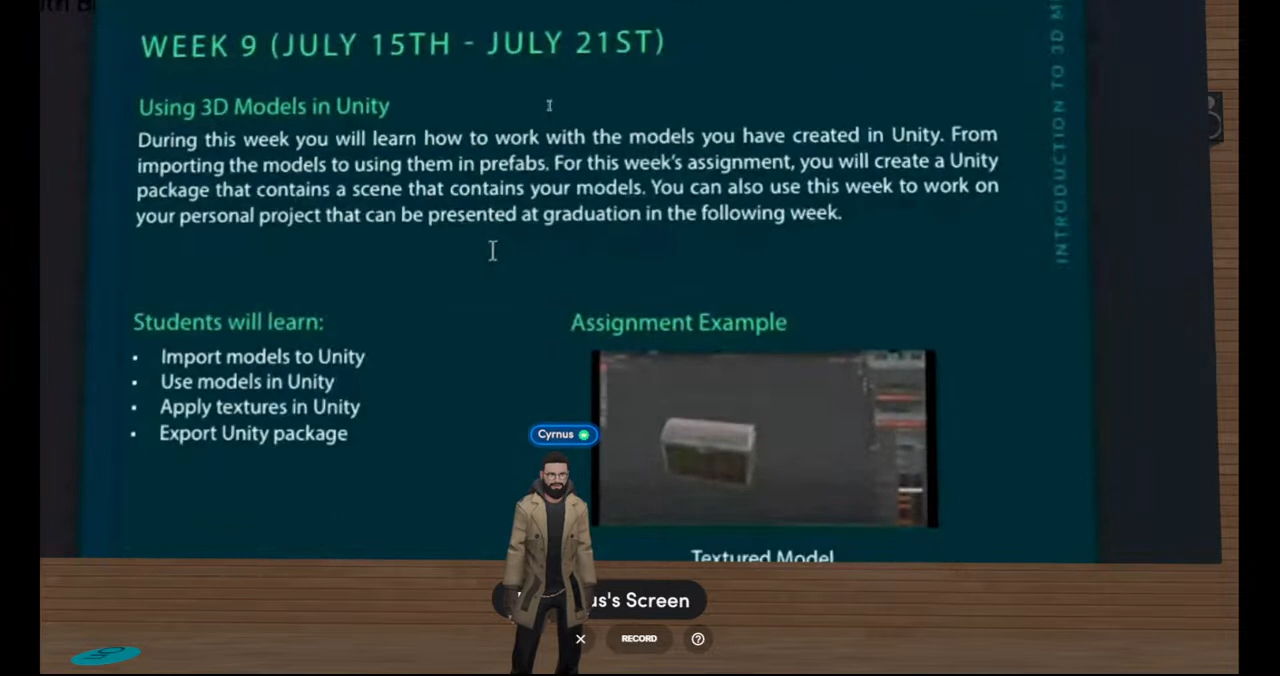 WEEK 9 (JULY 15TH - JULY 21ST)
Using 3D Models in Unity
During this week you will learn how to work with the models you have created in Unity. From
importing the models to using them in prefabs. For this week's assignment, you will create a Unity
package that contains a scene that contains your models. You can also use this week to work on
your personal project that can be presented at graduation in the following week.
INTRODUCTION TO 3D
Students will learn:
• Import models to Unity
• Use models in Unity
• Apply textures in Unity
• Export Unity package
Assignment Example
Textured Model
Cyrnus
Screen
RECORD